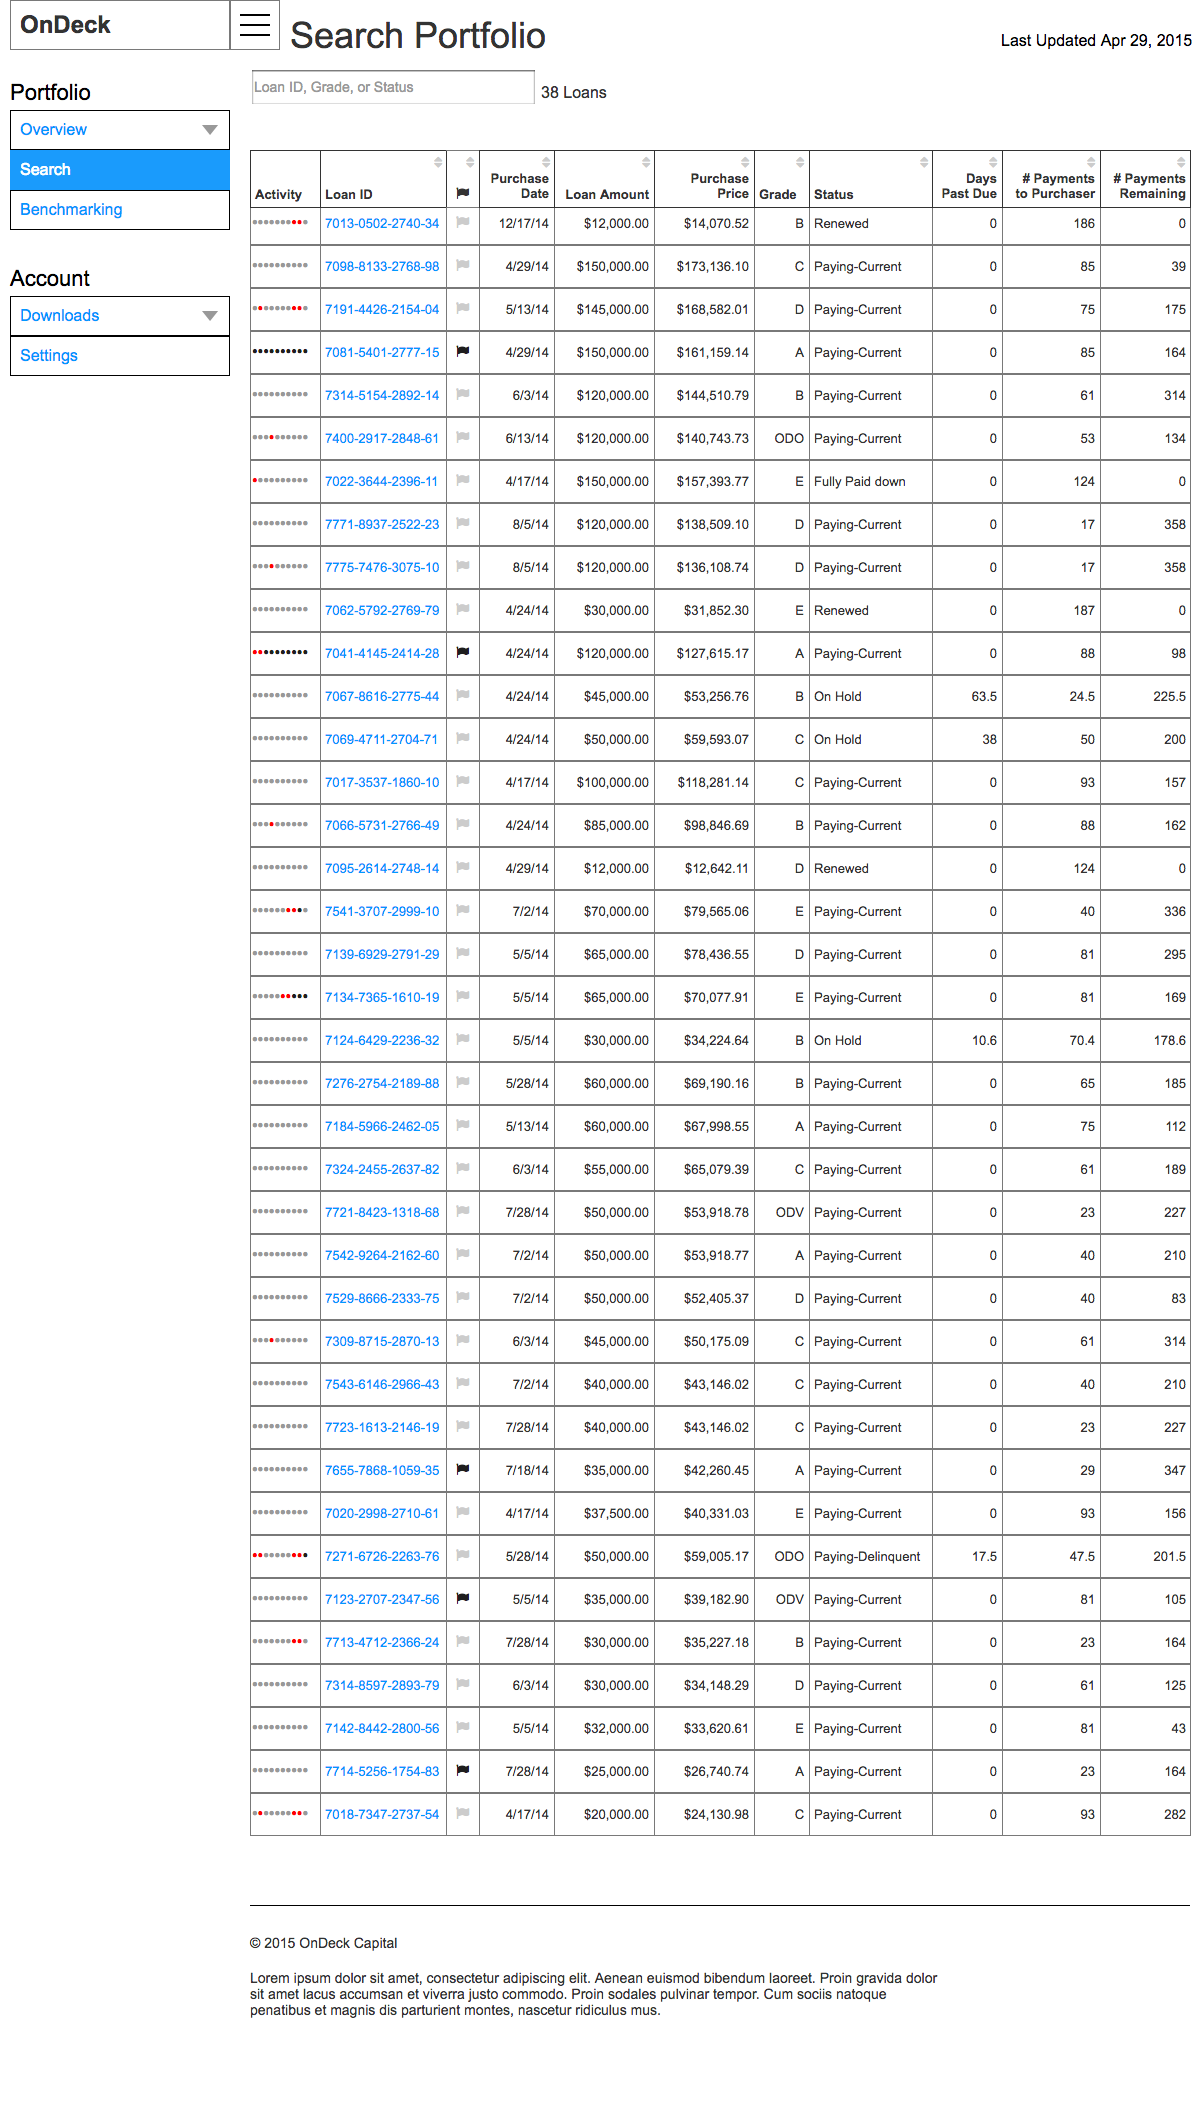 OnDeck
Search Portfolio
Last Updated Apr 29, 2015
Portfolio
Overview
Search
Benchmarking
Account
Downloads
Settings
Loan ID, Grade, or Status
38 Loans
Activity Loan ID Purchase Date Loan Amount Purchase Price Grade Status Days Past Due # Payments to Purchaser # Payments Remaining
7013-0502-2740-34 12/17/14 $12,000.00 $14,070.52 B Renewed 0 186 0
7098-8133-2768-98 4/29/14 $150,000.00 $173,136.10 C Paying-Current 0 85 39
7191-4426-2154-04 5/13/14 $145,000.00 $168,582.01 D Paying-Current 0 75 175
7081-5401-2777-15 4/29/14 $150,000.00 $161,159.14 A Paying-Current 0 85 164
7314-5154-2892-14 6/3/14 $120,000.00 $144,510.79 B Paying-Current 0 61 314
7400-2917-2848-61 6/13/14 $120,000.00 $140,743.73 ODO Paying-Current 0 53 134
7022-3644-2396-11 4/17/14 $150,000.00 $157,393.77 E Fully Paid down 0 124 0
7771-8937-2522-23 8/5/14 $120,000.00 $138,509.10 D Paying-Current 0 17 358
7775-7476-3075-10 8/5/14 $120,000.00 $136,108.74 D Paying-Current 0 17 358
7062-5792-2769-79 4/24/14 $30,000.00 $31,852.30 E Renewed 0 187 0
7041-4145-2414-28 4/24/14 $120,000.00 $127,615.17 A Paying-Current 0 88 98
7067-8616-2775-44 4/24/14 $45,000.00 $53,256.76 B On Hold 63.5 24.5 225.5
7069-4711-2704-71 4/24/14 $50,000.00 $59,593.07 C On Hold 38 50 200
7017-3537-1860-10 4/17/14 $100,000.00 $118,281.14 C Paying-Current 0 93 157
7066-5731-2766-49 4/24/14 $85,000.00 $98,846.69 B Paying-Current 0 88 162
7095-2614-2748-14 4/29/14 $12,000.00 $12,642.11 D Renewed 0 124 0
7541-3707-2999-10 7/2/14 $70,000.00 $79,565.06 E Paying-Current 0 40 336
7139-6929-2791-29 5/5/14 $65,000.00 $78,436.55 D Paying-Current 0 81 295
7134-7365-1610-19 5/5/14 $65,000.00 $70,077.91 E Paying-Current 0 81 169
7124-6429-2236-32 5/5/14 $30,000.00 $34,224.64 B On Hold 10.6 70.4 178.6
7276-2754-2189-88 5/28/14 $60,000.00 $69,190.16 B Paying-Current 0 65 185
7184-5966-2462-05 5/13/14 $60,000.00 $67,998.55 A Paying-Current 0 75 112
7324-2455-2637-82 6/3/14 $55,000.00 $65,079.39 C Paying-Current 0 61 189
7721-8423-1318-68 7/28/14 $50,000.00 $53,918.78 ODV Paying-Current 0 23 227
7542-9264-2162-60 7/2/14 $50,000.00 $53,918.77 A Paying-Current 0 40 210
7529-8666-2333-75 7/2/14 $50,000.00 $52,405.37 D Paying-Current 0 40 83
7309-8715-2870-13 6/3/14 $45,000.00 $50,175.09 C Paying-Current 0 61 314
7543-6146-2966-43 7/2/14 $40,000.00 $43,146.02 C Paying-Current 0 40 210
7723-1613-2146-19 7/28/14 $40,000.00 $43,146.02 C Paying-Current 0 23 227
7655-7868-1059-35 7/18/14 $35,000.00 $42,260.45 A Paying-Current 0 29 347
7020-2998-2710-61 4/17/14 $37,500.00 $40,331.03 E Paying-Current 0 93 156
7271-6726-2263-76 5/28/14 $50,000.00 $59,005.17 ODO Paying-Delinquent 17.5 47.5 201.5
7123-2707-2347-56 5/5/14 $35,000.00 $39,182.90 ODV Paying-Current 0 81 105
7713-4712-2366-24 7/28/14 $30,000.00 $35,227.18 B Paying-Current 0 23 164
7314-8597-2893-79 6/3/14 $30,000.00 $34,148.29 D Paying-Current 0 61 125
7142-8442-2800-56 5/5/14 $32,000.00 $33,620.61 E Paying-Current 0 81 43
7714-5256-1754-83 7/28/14 $25,000.00 $26,740.74 A Paying-Current 0 23 164
7018-7347-2737-54 4/17/14 $20,000.00 $24,130.98 C Paying-Current 0 93 282
© 2015 OnDeck Capital
Lorem ipsum dolor sit amet, consectetur adipiscing elit. Aenean euismod bibendum laoreet. Proin gravida dolor
sit amet lacus accumsan et viverra justo commodo. Proin sodales pulvinar tempor. Cum sociis natoque
penatibus et magnis dis parturient montes, nascetur ridiculus mus.